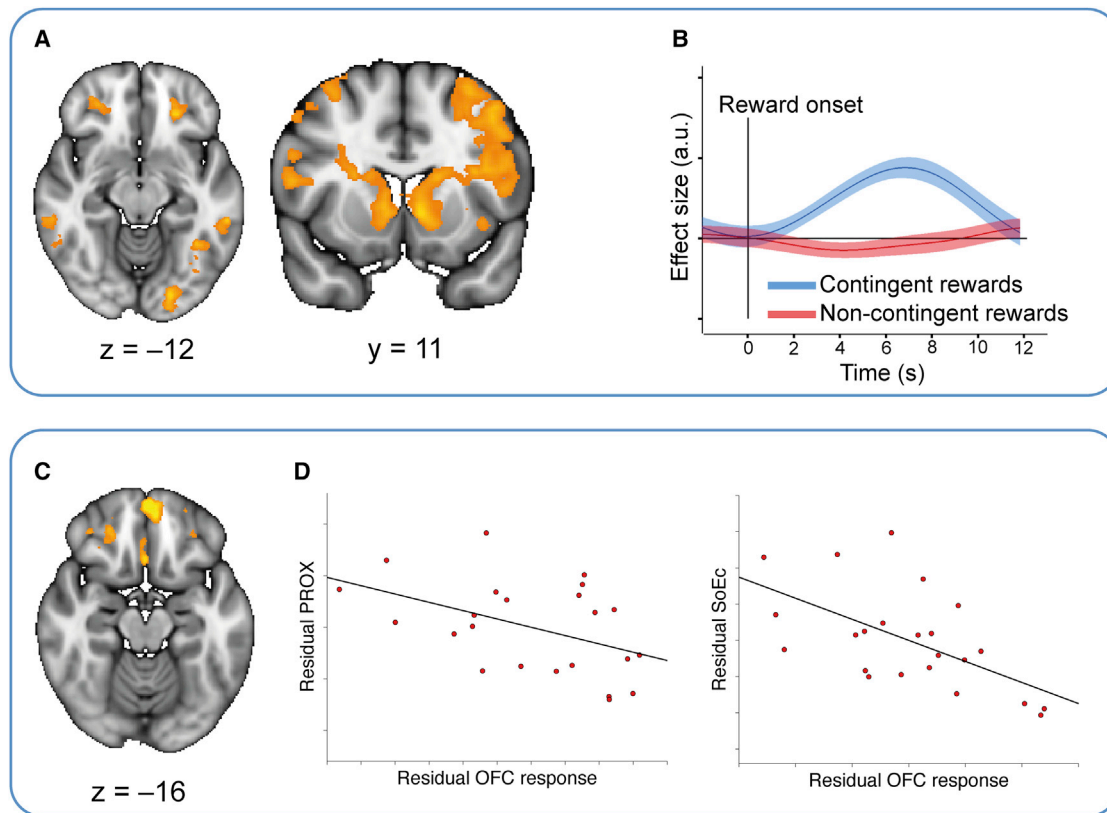 A
B
Reward onset
Effect size (a.u.)
Contingent rewards
Non-contingent rewards
0 2 4 6 8 10 12
Time (s)
z = –12
y = 11
C
D
Residual PROX
Residual OFC response
Residual SoEc
Residual OFC response
z = –16